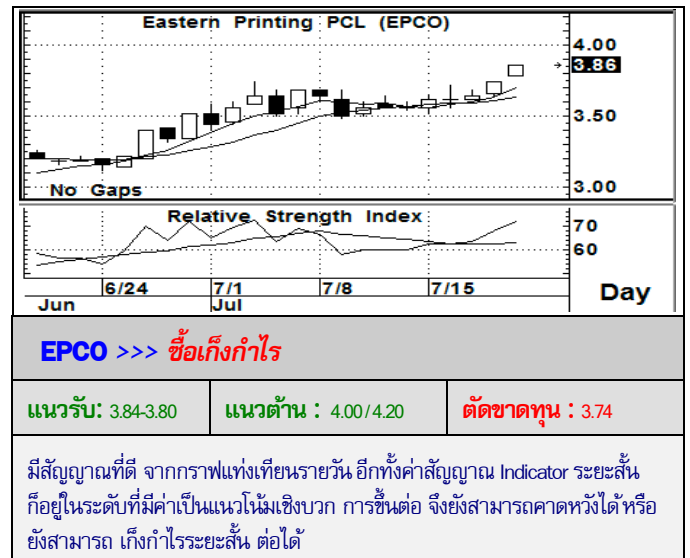 Eastern Printing PCL (EPCO)
4.00
3.86
3.50
3.00
No Gaps
Relative Strength Index
70
60
6/24 7/1 7/8 7/15
Jun Jul
Day
EPCO >>> ซื้อเก็งกำไร
แนวรับ: 3.84-3.80 แนวต้าน : 4.00/4.20 ตัดขาดทุน : 3.74
มีสัญญาณที่ดี จากกราฟแท่งเทียนรายวัน อีกทั้งค่าสัญญาณ Indicator ระยะสั้น
ก็อยู่ในระดับที่มีค่าเป็นแนวโน้มเชิงบวก การขึ้นต่อ จึงยังสามารถคาดหวังได้ หรือ
ยังสามารถ เก็งกำไรระยะสั้น ต่อได้